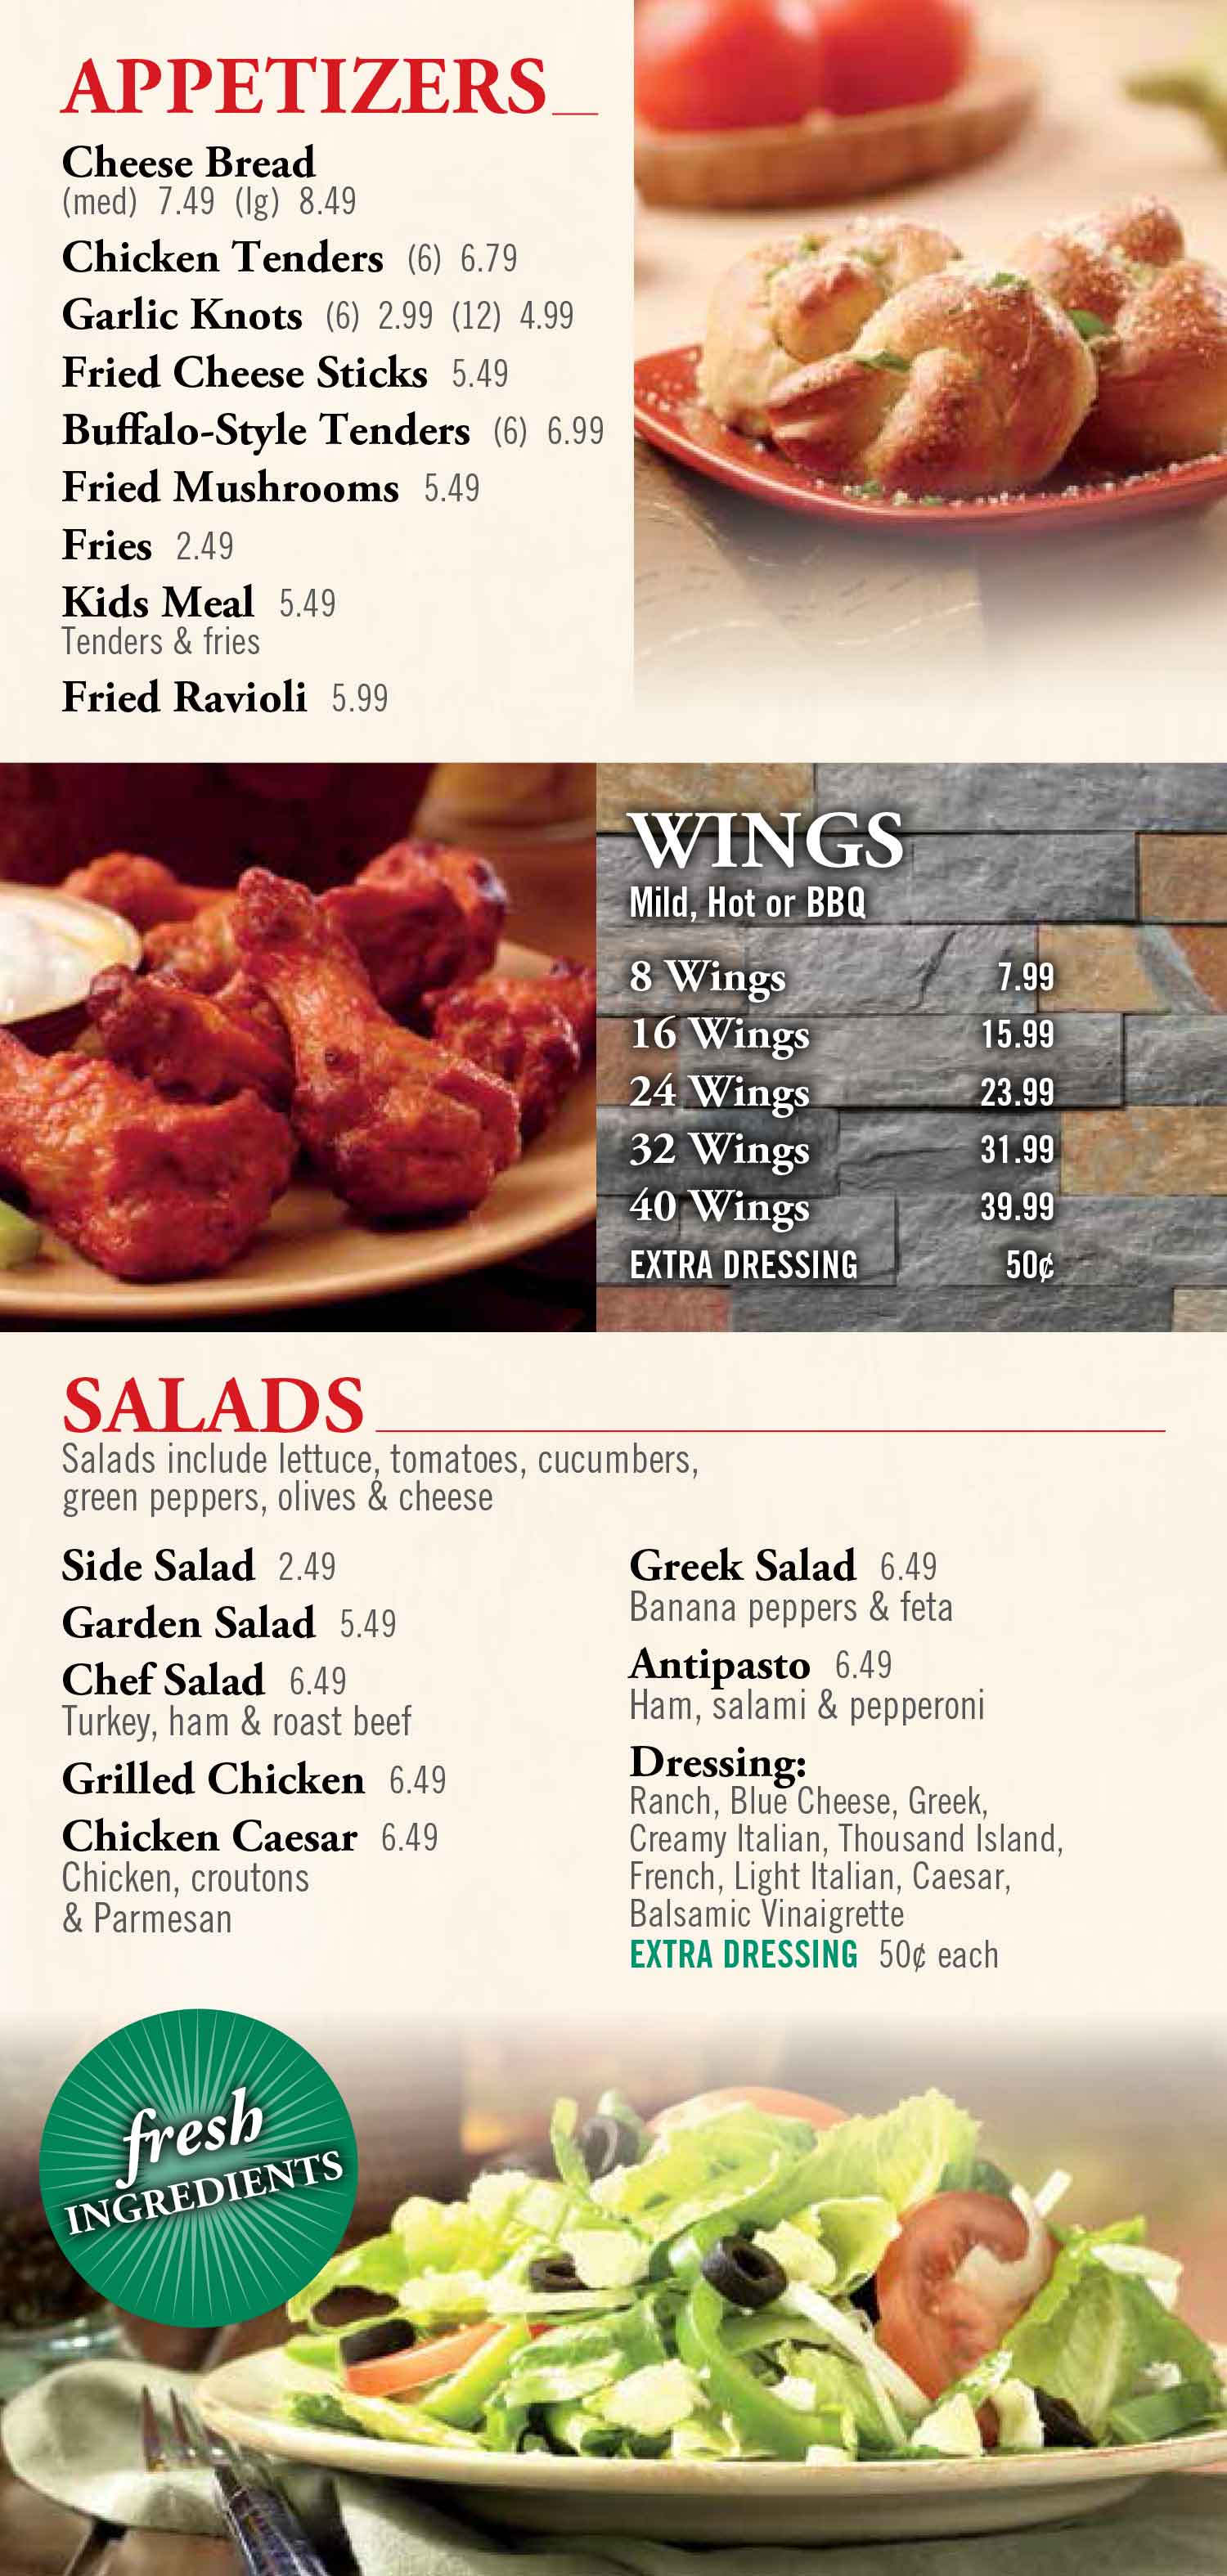 APPETIZERS
Cheese Bread
(med) 7.49 (lg) 8.49
Chicken Tenders (6) 6.79
Garlic Knots (6) 2.99 (12) 4.99
Fried Cheese Sticks 5.49
Buffalo-Style Tenders (6) 6.99
Fried Mushrooms 5.49
Fries 2.49
Kids Meal 5.49
Tenders & fries
Fried Ravioli 5.99
WINGS
Mild, Hot or BBQ
8 Wings 7.99
16 Wings 15.99
24 Wings 23.99
32 Wings 31.99
40 Wings 39.99
EXTRA DRESSING 50¢
SALADS
Salads include lettuce, tomatoes, cucumbers,
green peppers, olives & cheese
Side Salad 2.49
Garden Salad 5.49
Chef Salad 6.49
Turkey, ham & roast beef
Grilled Chicken 6.49
Chicken Caesar 6.49
Chicken, croutons
& Parmesan
Greek Salad 6.49
Banana peppers & feta
Antipasto 6.49
Ham, salami & pepperoni
Dressing:
Ranch, Blue Cheese, Greek,
Creamy Italian, Thousand Island,
French, Light Italian, Caesar,
Balsamic Vinaigrette
EXTRA DRESSING 50¢ each
fresh
INGREDIENTS